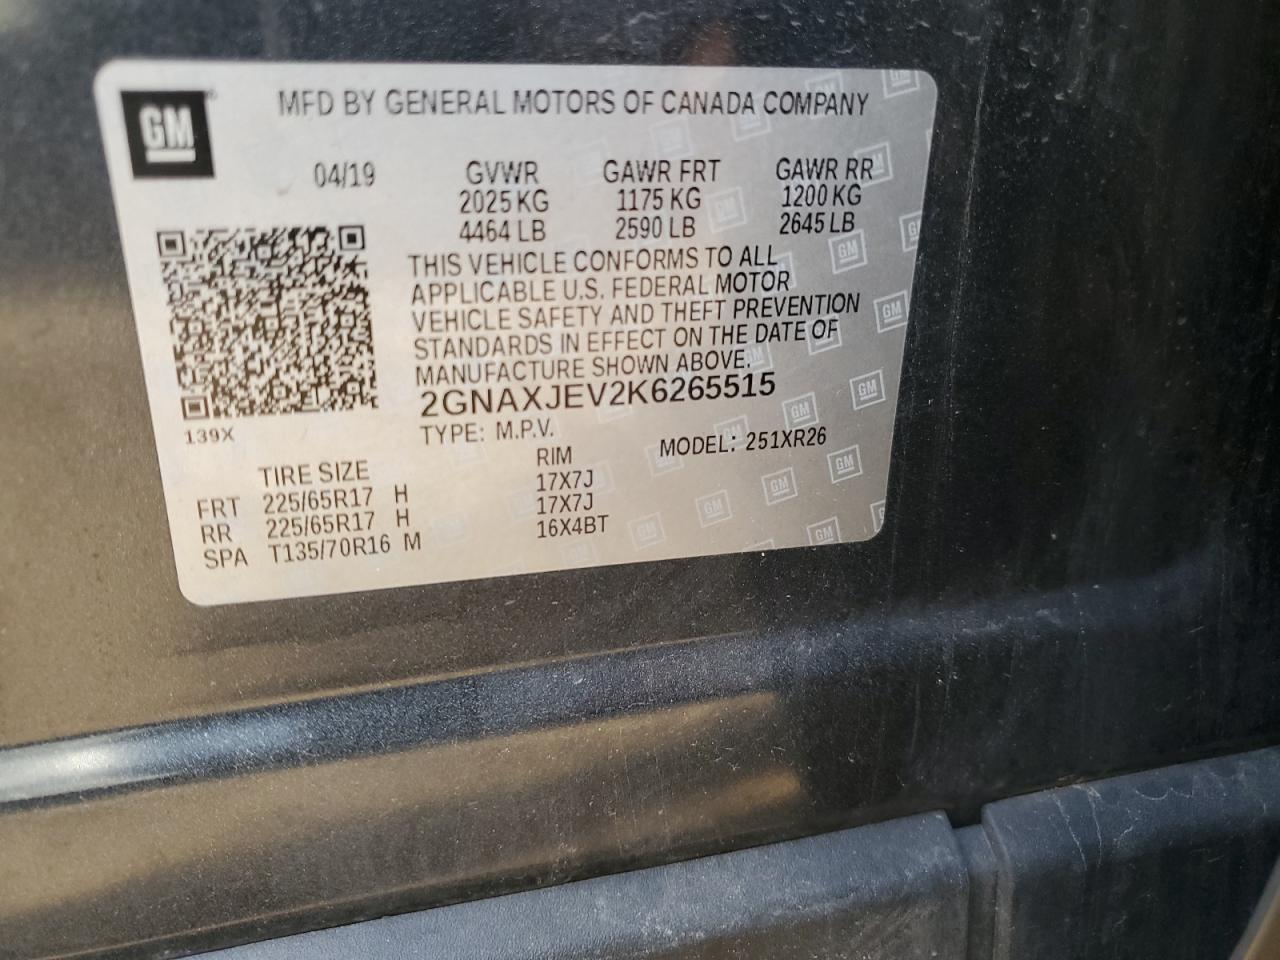 GM
MFD BY GENERAL MOTORS OF CANADA COMPANY
04/19 GVWR GAWR FRT GAWR RR
2025 KG 1175 KG 1200 KG
4464 LB 2590 LB 2645 LB
THIS VEHICLE CONFORMS TO ALL
APPLICABLE U.S. FEDERAL MOTOR
VEHICLE SAFETY AND THEFT PREVENTION
STANDARDS IN EFFECT ON THE DATE OF
MANUFACTURE SHOWN ABOVE.
2GNAXJEV2K6265515
139X
TYPE: M.P.V. MODEL: 251XR26
TIRE SIZE RIM
FRT 225/65R17 H 17X7J
RR 225/65R17 H 17X7J
SPA T135/70R16 M 16X4BT